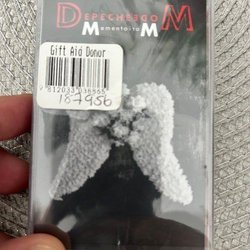 DEPECHE MODE
Memento Mori
Gift Aid Donor
187956